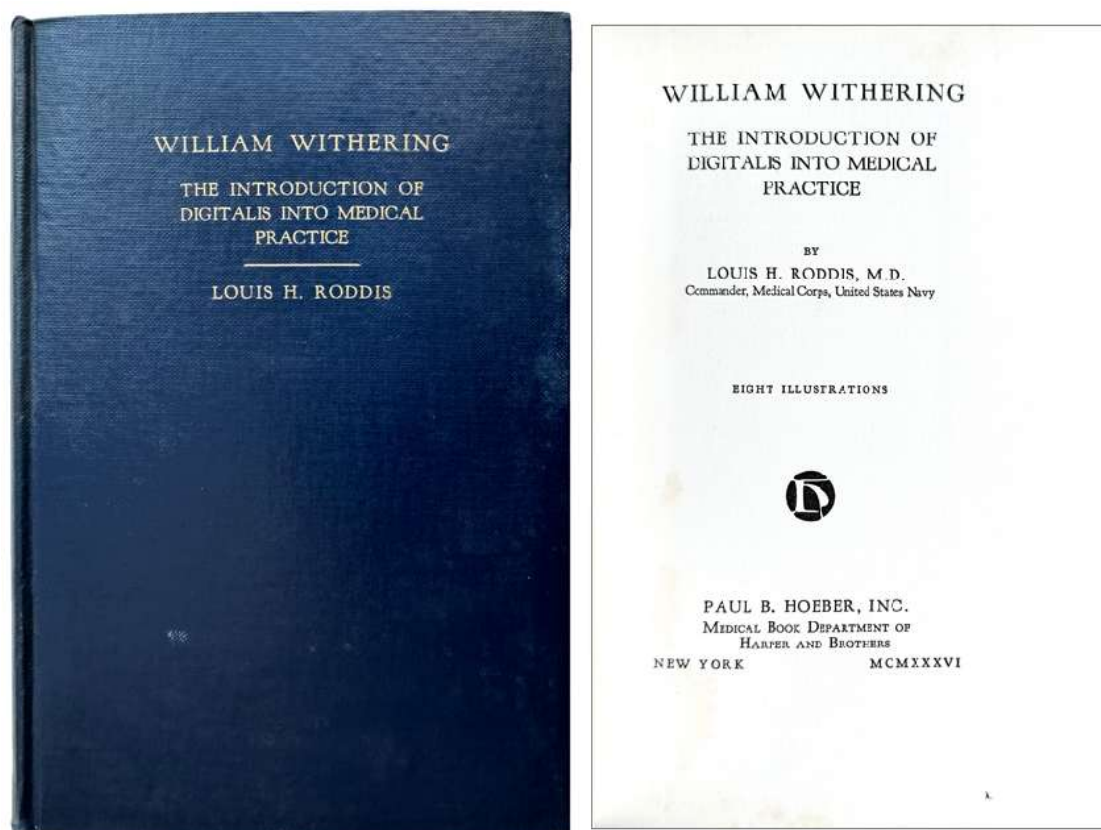 WILLIAM WITHERING
THE INTRODUCTION OF
DIGITALIS INTO MEDICAL
PRACTICE
LOUIS H. RODDIS
WILLIAM WITHERING
THE INTRODUCTION OF
DIGITALIS INTO MEDICAL
PRACTICE
BY
LOUIS H. RODDIS, M.D.
Commander, Medical Corps, United States Navy
EIGHT ILLUSTRATIONS
PAUL B. HOEBER, INC.
MEDICAL BOOK DEPARTMENT OF
HARPER AND BROTHERS
NEW YORK MCMXXXVI